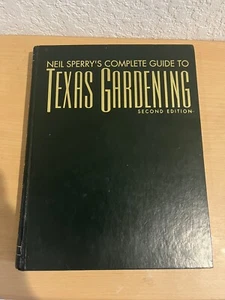 NEIL SPERRY'S COMPLETE GUIDE TO
TEXAS GARDENING
SECOND EDITION